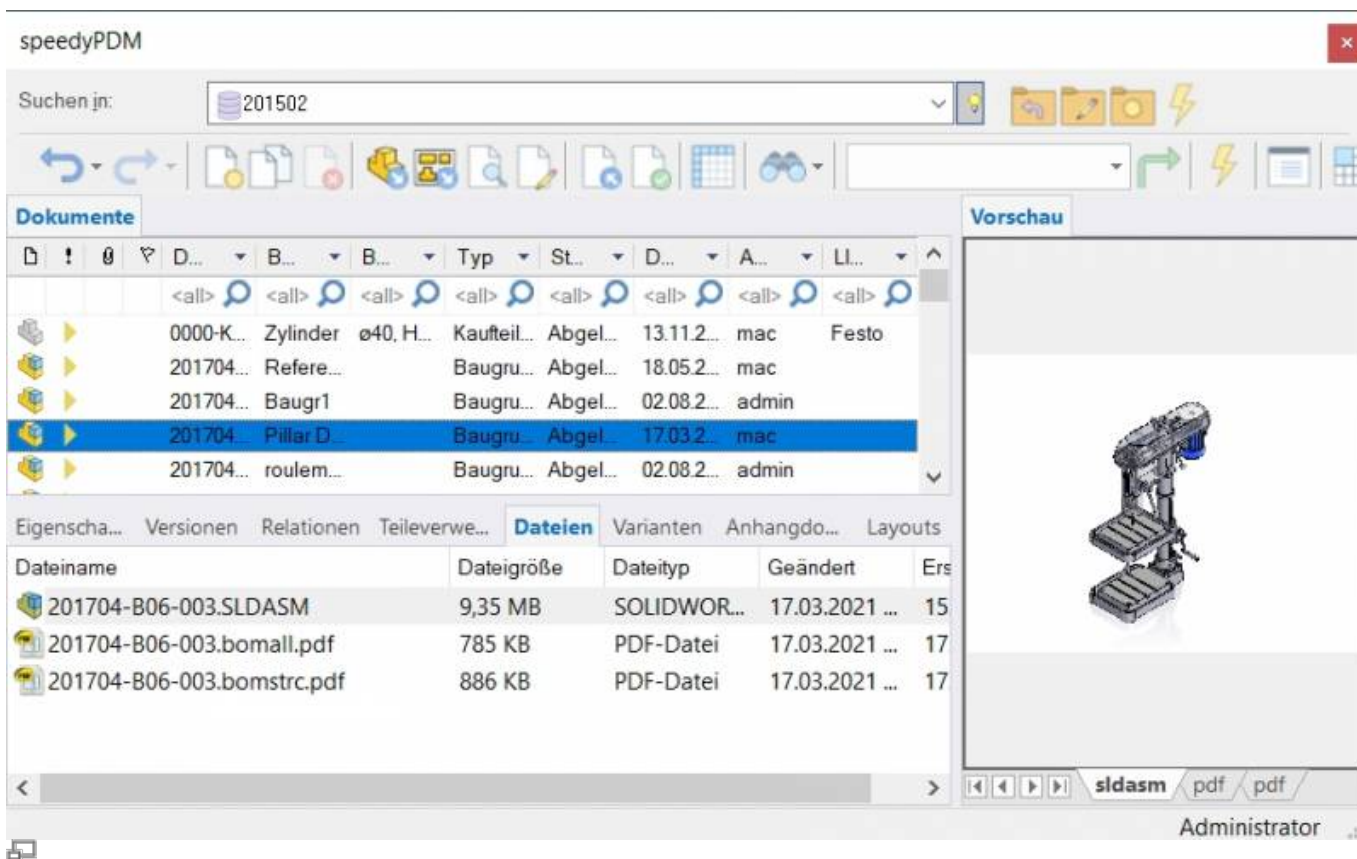 speedyPDM
Suchen in: 201502
Dokumente
Vorschau
! D... B... B... Typ St... D... A... LI...
<all> <all> <all> <all> <all> <all> <all> <all>
0000-K... Zylinder ø40, H... Kaufteil... Abgel... 13.11.2... mac Festo
201704... Refere... Baugru... Abgel... 18.05.2... mac
201704... Baugr1 Baugru... Abgel... 02.08.2... admin
201704... Pillar D... Baugru... Abgel... 17.03.2... mac
201704... roulem... Baugru... Abgel... 02.08.2... admin
Eigenscha... Versionen Relationen Teileverwe... Dateien Varianten Anhangdo... Layouts
Dateiname Dateigröße Dateityp Geändert Ers
201704-B06-003.SLDASM 9,35 MB SOLIDWOR... 17.03.2021 ... 15
201704-B06-003.bomall.pdf 785 KB PDF-Datei 17.03.2021 ... 17
201704-B06-003.bomstrc.pdf 886 KB PDF-Datei 17.03.2021 ... 17
sldasm pdf pdf
Administrator